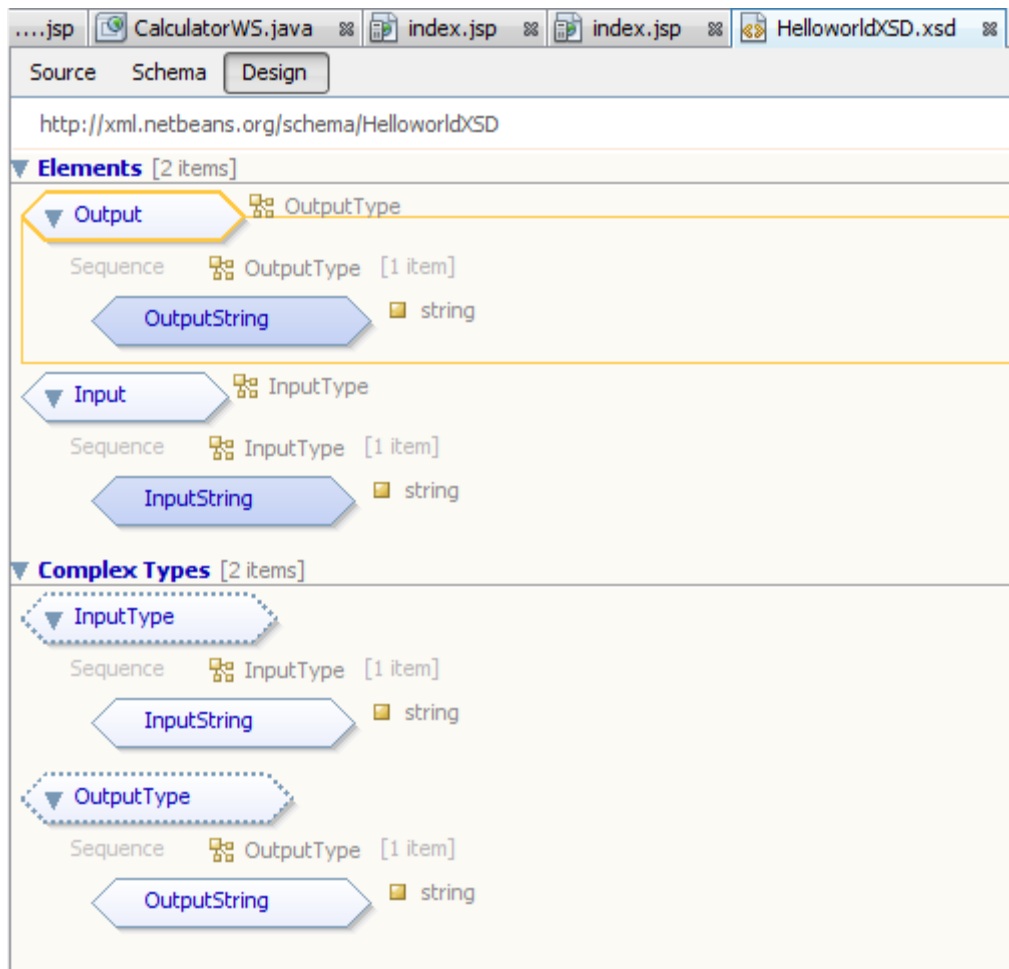 ....jsp CalculatorWS.java index.jsp index.jsp HelloworldXSD.xsd
Source Schema Design
http://xml.netbeans.org/schema/HelloworldXSD
Elements [2 items]
Output OutputType
Sequence OutputType [1 item]
OutputString string
Input InputType
Sequence InputType [1 item]
InputString string
Complex Types [2 items]
InputType
Sequence InputType [1 item]
InputString string
OutputType
Sequence OutputType [1 item]
OutputString string